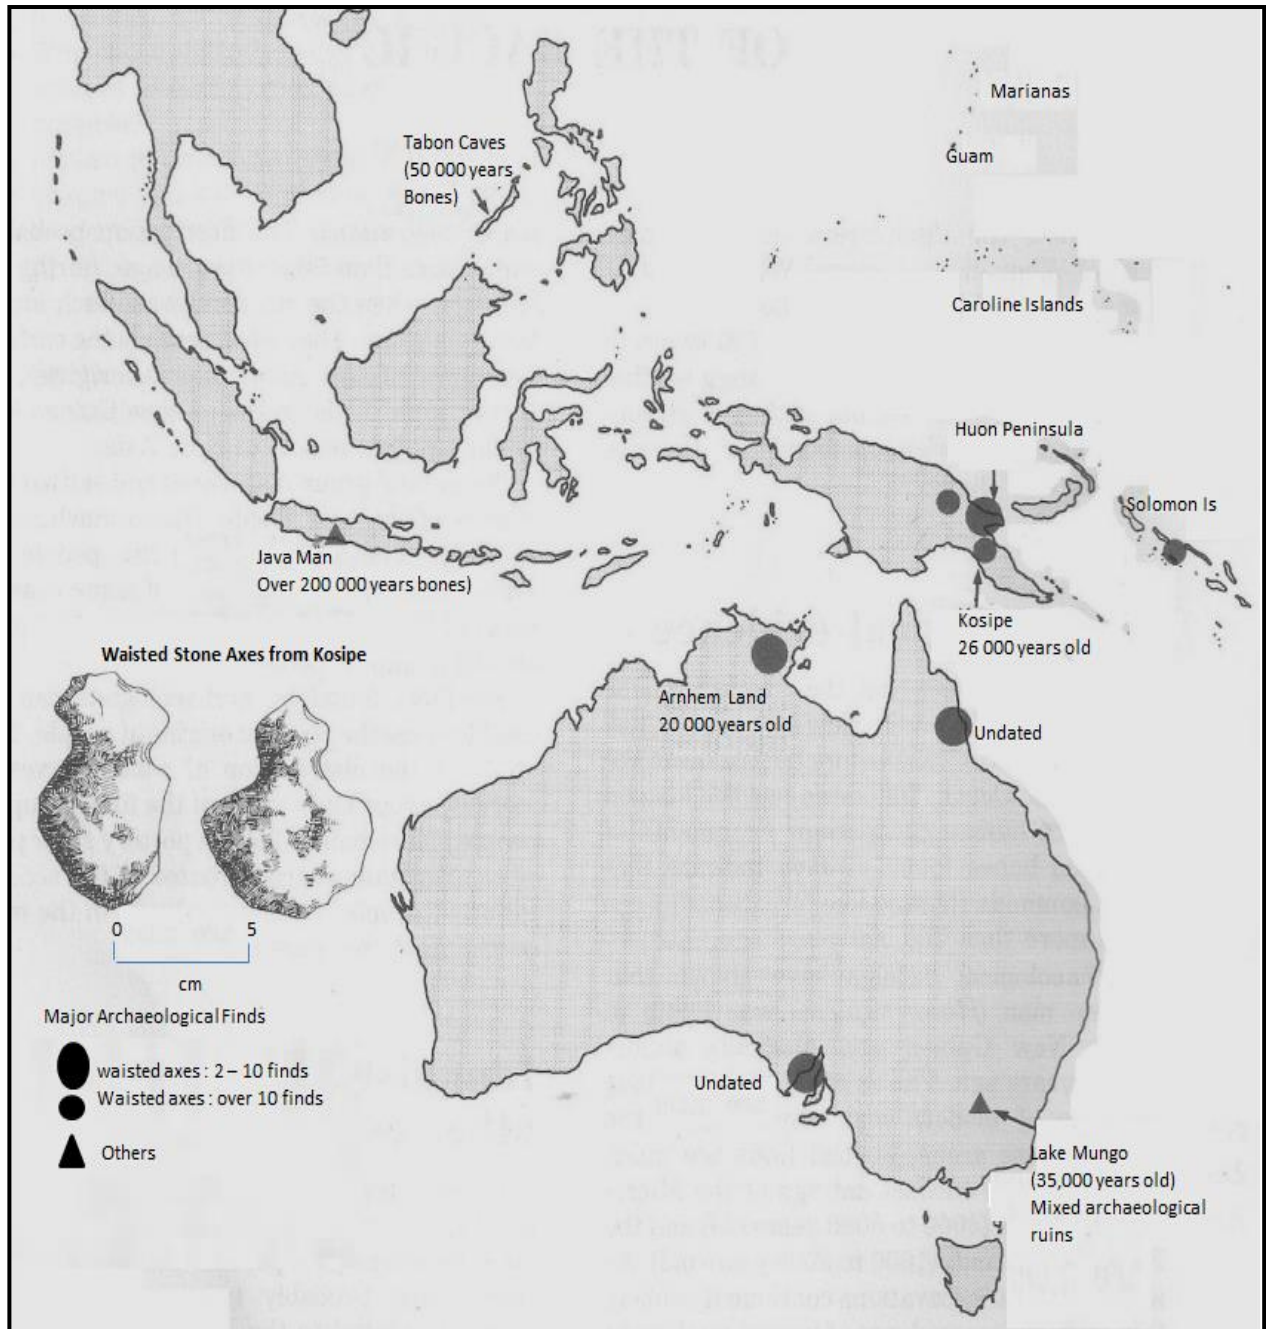 Marianas
Guam
Tabon Caves
(50 000 years
Bones)
Caroline Islands
Huon Peninsula
Solomon Is
Java Man
Over 200 000 years bones)
Kosipe
26 000 years old
Waisted Stone Axes from Kosipe
Arnhem Land
20 000 years old
Undated
0 5
cm
Major Archaeological Finds
waisted axes : 2 – 10 finds
Waisted axes : over 10 finds
Others
Undated
Lake Mungo
(35,000 years old)
Mixed archaeological
ruins